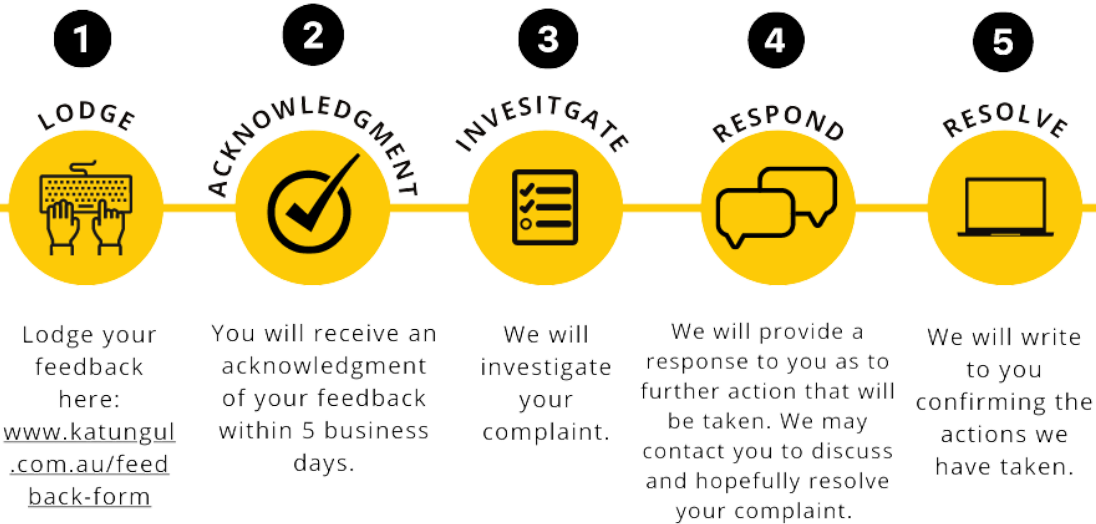 1
LODGE
Lodge your
feedback
here:
www.katungul
.com.au/feed
back-form
2
ACKNOWLEDGMENT
You will receive an
acknowledgment
of your feedback
within 5 business
days.
3
INVESITGATE
We will
investigate
your
complaint.
4
RESPOND
We will provide a
response to you as to
further action that will
be taken. We may
contact you to discuss
and hopefully resolve
your complaint.
5
RESOLVE
We will write
to you
confirming the
actions we
have taken.